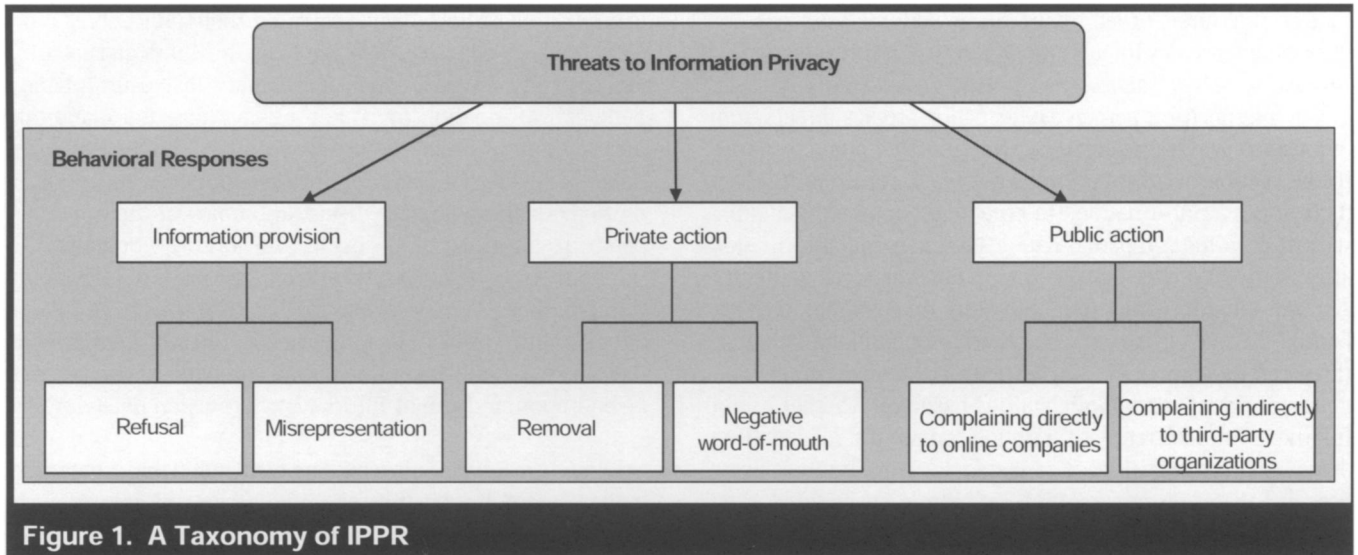 Threats to Information Privacy
Behavioral Responses
Information provision
Private action
Public action
Refusal
Misrepresentation
Removal
Negative
word-of-mouth
Complaining directly
to online companies
Complaining indirectly
to third-party
organizations
Figure 1. A Taxonomy of IPPR